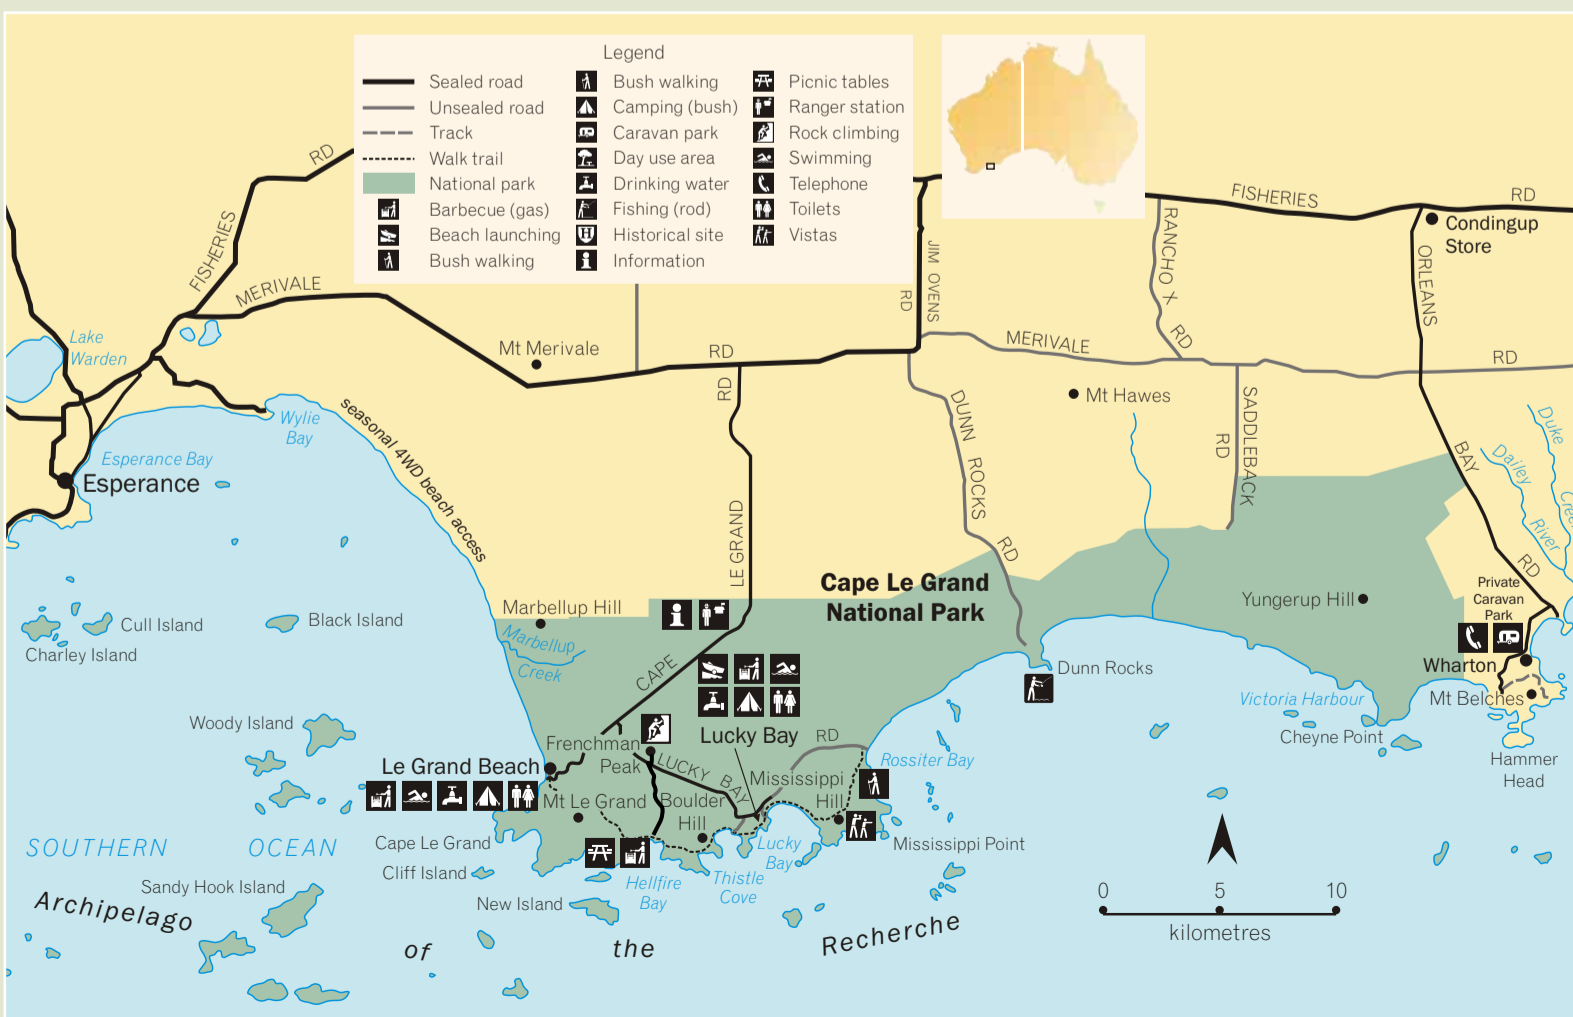 Legend
Sealed road
Unsealed road
Track
Walk trail
National park
Barbecue (gas)
Beach launching
Bush walking
Bush walking
Camping (bush)
Caravan park
Day use area
Drinking water
Fishing (rod)
Historical site
H
Information
Picnic tables
Ranger station
Rock climbing
Swimming
Telephone
Toilets
Vistas
RD
FISHERIES
MERIVALE
RD
JIM OVENS
RD
FISHERIES
RD
RANCHO X
RD
Condingup
Store
ORLEANS
BAY
RD
Lake
Warden
Mt Merivale
RD
MERIVALE
RD
Mt Hawes
DUNN ROCKS
RD
SADDLEBACK
RD
Duke
Creek
Dailey
River
Wylie
Bay
seasonal 4WD beach access
Esperance Bay
Esperance
LE GRAND
CAPE
Cape Le Grand
National Park
Marbellup Hill
Marbellup
Creek
Yungerup Hill
Private
Caravan
Park
Wharton
Mt Belches
Hammer
Head
Cull Island
Charley Island
Black Island
Woody Island
Dunn Rocks
Victoria Harbour
Cheyne Point
Lucky Bay
Frenchman
Peak
LUCKY BAY
RD
Rossiter Bay
Le Grand Beach
Mt Le Grand
Boulder
Hill
Mississippi
Hill
Mississippi Point
Cape Le Grand
Cliff Island
New Island
Hellfire
Bay
Thistle
Cove
Lucky
Bay
SOUTHERN OCEAN
Sandy Hook Island
Archipelago of the Recherche
0 5 10
kilometres